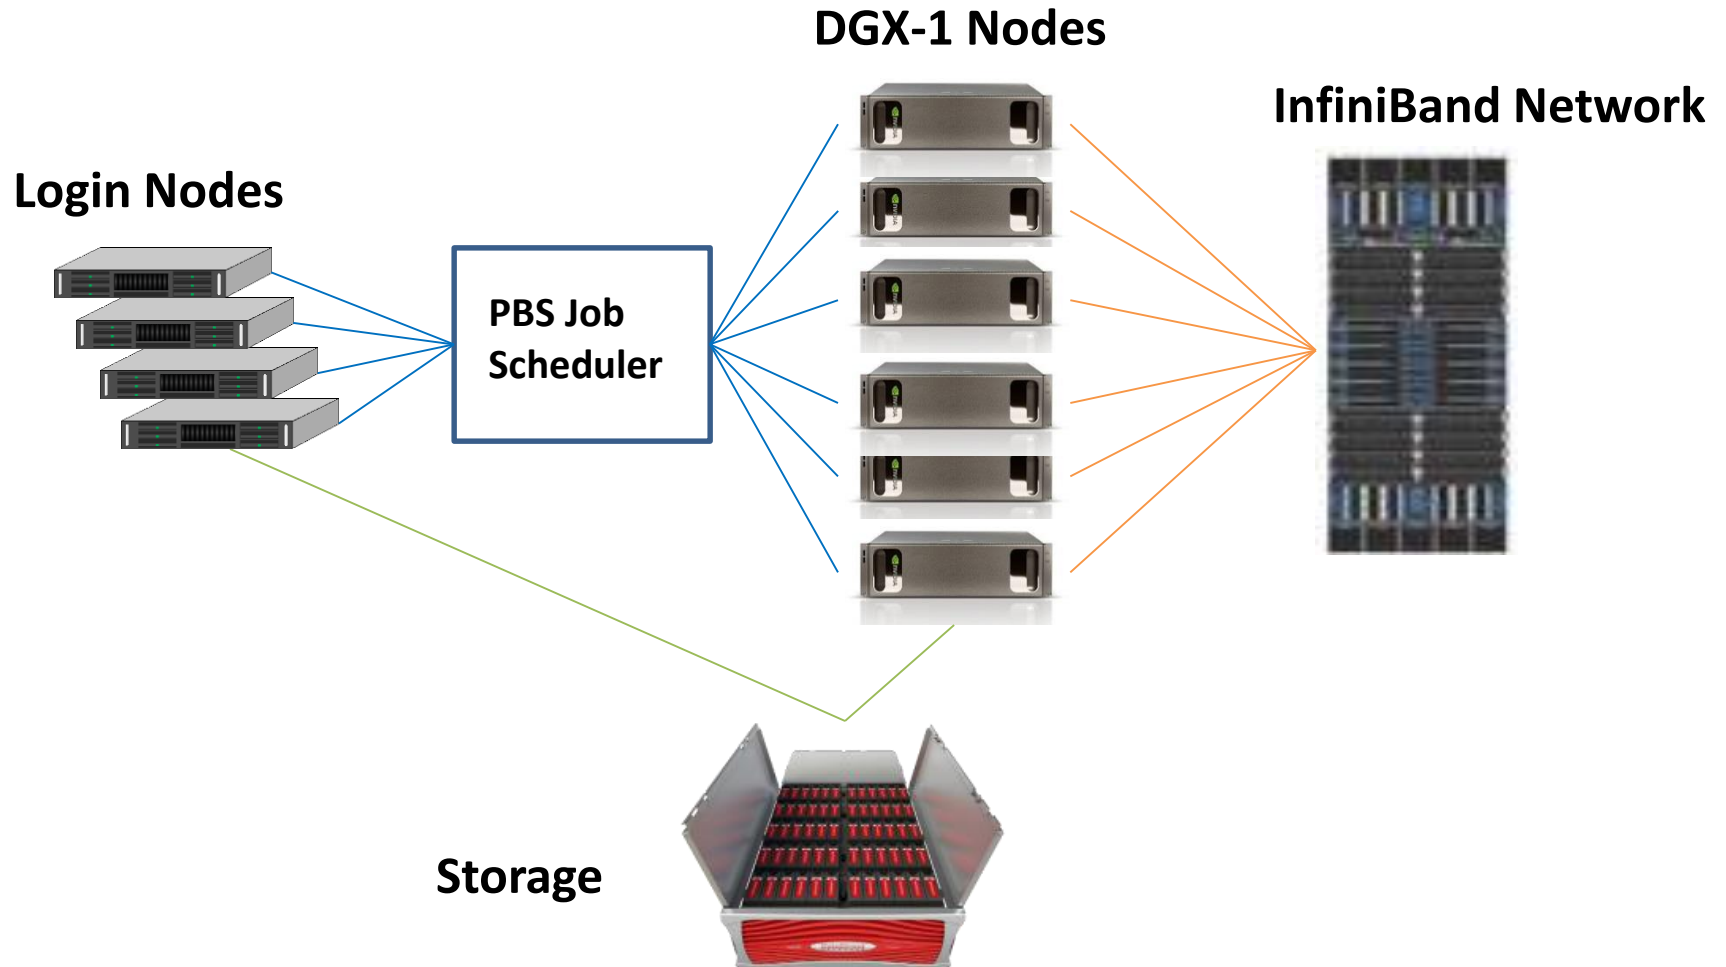 DGX-1 Nodes
InfiniBand Network
Login Nodes
PBS Job
Scheduler
Storage